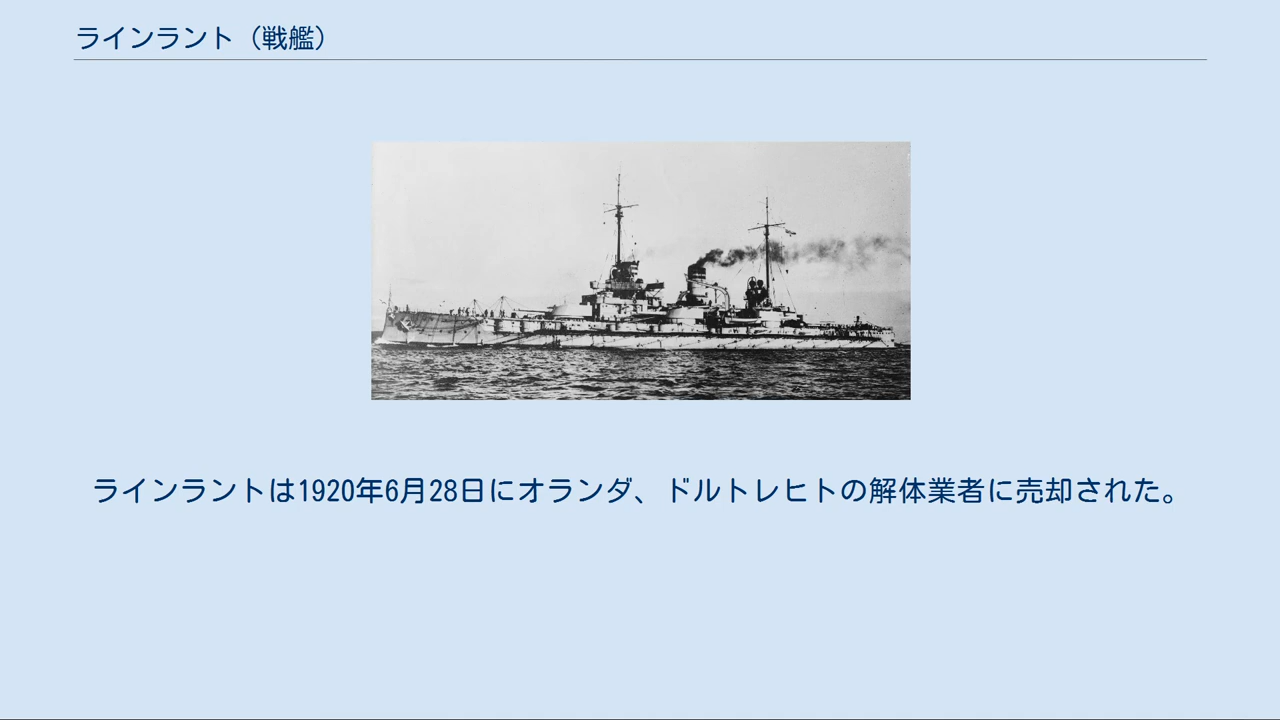 ラインラント（戦艦）
ラインラントは1920年6月28日にオランダ、ドルトレヒトの解体業者に売却された。